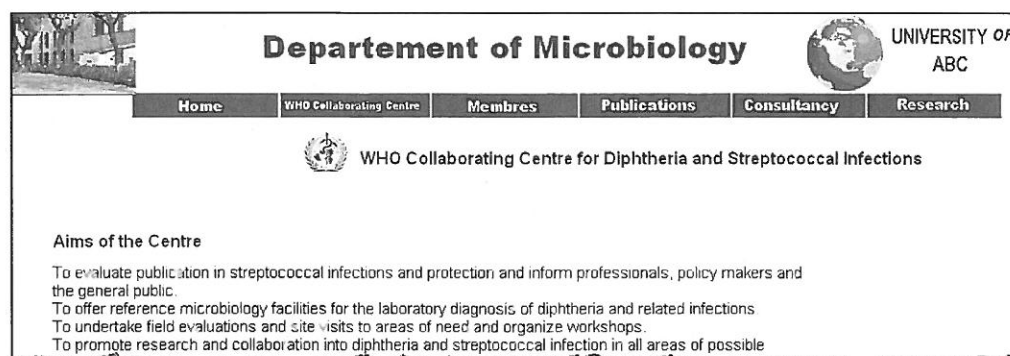 Departement of Microbiology
UNIVERSITY OF
ABC
Home WHO Collaborating Centre Membres Publications Consultancy Research
WHO Collaborating Centre for Diphtheria and Streptococcal Infections
Aims of the Centre
To evaluate publication in streptococcal infections and protection and inform professionals, policy makers and
the general public.
To offer reference microbiology facilities for the laboratory diagnosis of diphtheria and related infections
To undertake field evaluations and site visits to areas of need and organize workshops.
To promote research and collaboration into diphtheria and streptococcal infection in all areas of possible